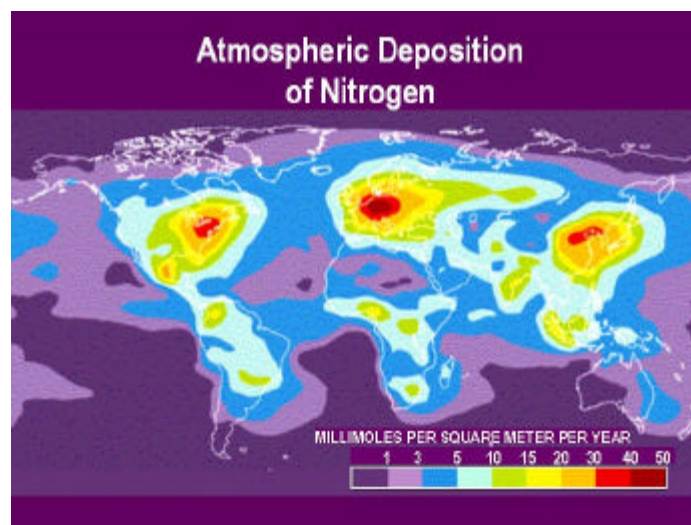 Atmospheric Deposition
of Nitrogen
MILLIMOLES PER SQUARE METER PER YEAR
1 3 5 10 15 20 30 40 50